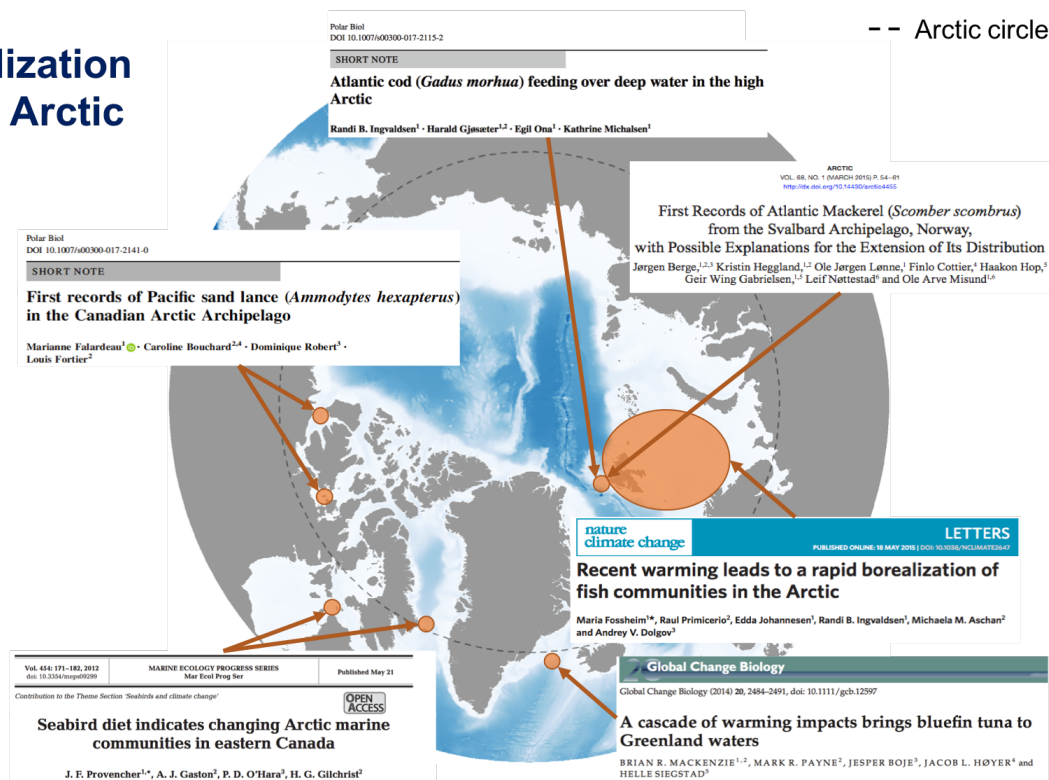 Arctic
Arctic circle
Polar Biol
DOI 10.1007/s00300-017-2115-2
SHORT NOTE
Atlantic cod (Gadus morhua) feeding over deep water in the high
Arctic
Randi B. Ingvaldsen1 · Harald Gjøsæter1,2 · Egil Ona1 · Kathrine Michalsen1
ARCTIC
VOL. 68, NO. 1 (MARCH 2015) P. 54–61
http://dx.doi.org/10.14430/arctic4455
First Records of Atlantic Mackerel (Scomber scombrus)
from the Svalbard Archipelago, Norway,
with Possible Explanations for the Extension of Its Distribution
Jørgen Berge,1,2,3 Kristin Heggland,1,2 Ole Jørgen Lønne,1 Finlo Cottier,4 Haakon Hop,5
Geir Wing Gabrielsen,1,5 Leif Nøttestad6 and Ole Arve Misund1,6
Polar Biol
DOI 10.1007/s00300-017-2141-0
SHORT NOTE
First records of Pacific sand lance (Ammodytes hexapterus)
in the Canadian Arctic Archipelago
Marianne Falardeau1 · Caroline Bouchard2,4 · Dominique Robert3 ·
Louis Fortier2
nature
climate change
LETTERS
PUBLISHED ONLINE: 18 MAY 2015 | DOI: 10.1038/NCLIMATE2647
Recent warming leads to a rapid borealization of
fish communities in the Arctic
Maria Fossheim1*, Raul Primicerio2, Edda Johannesen1, Randi B. Ingvaldsen1, Michaela M. Aschan2
and Andrey V. Dolgov3
Vol. 454: 171–182, 2012
doi: 10.3354/meps09299
MARINE ECOLOGY PROGRESS SERIES
Mar Ecol Prog Ser
Published May 21
Contribution to the Theme Section 'Seabirds and climate change'
OPEN
ACCESS
Seabird diet indicates changing Arctic marine
communities in eastern Canada
J. F. Provencher1,*, A. J. Gaston2, P. D. O'Hara3, H. G. Gilchrist2
Global Change Biology
Global Change Biology (2014) 20, 2484–2491, doi: 10.1111/gcb.12597
A cascade of warming impacts brings bluefin tuna to
Greenland waters
BRIAN R. MACKENZIE1,2, MARK R. PAYNE2, JESPER BOJE3, JACOB L. HØYER4 and
HELLE SIEGSTAD5